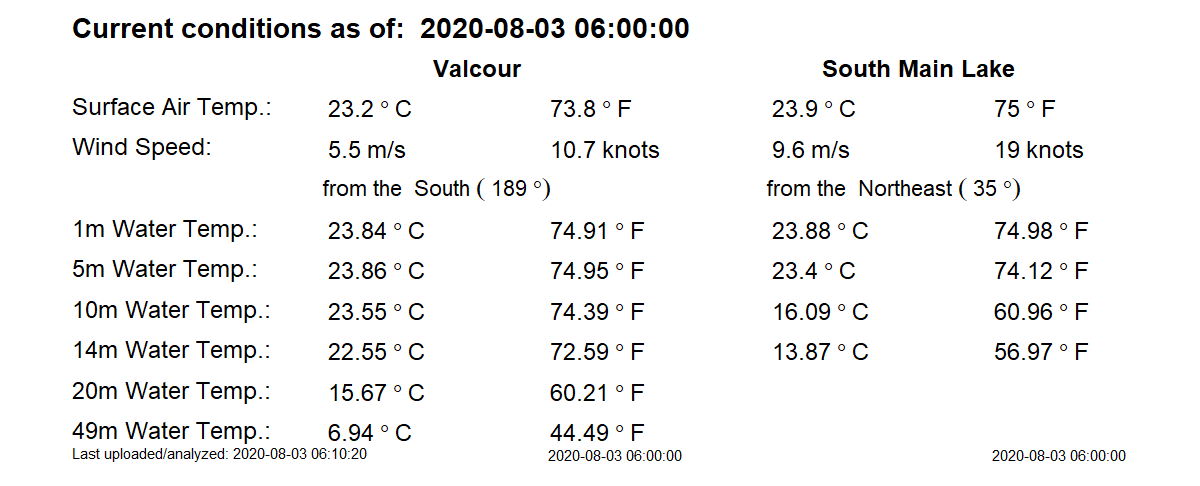 Current conditions as of: 2020-08-03 06:00:00
Valcour South Main Lake
Surface Air Temp.: 23.2 ° C 73.8 ° F 23.9 ° C 75 ° F
Wind Speed: 5.5 m/s 10.7 knots 9.6 m/s 19 knots
from the South ( 189 °) from the Northeast ( 35 °)
1m Water Temp.: 23.84 ° C 74.91 ° F 23.88 ° C 74.98 ° F
5m Water Temp.: 23.86 ° C 74.95 ° F 23.4 ° C 74.12 ° F
10m Water Temp.: 23.55 ° C 74.39 ° F 16.09 ° C 60.96 ° F
14m Water Temp.: 22.55 ° C 72.59 ° F 13.87 ° C 56.97 ° F
20m Water Temp.: 15.67 ° C 60.21 ° F
49m Water Temp.: 6.94 ° C 44.49 ° F
Last uploaded/analyzed: 2020-08-03 06:10:20 2020-08-03 06:00:00 2020-08-03 06:00:00